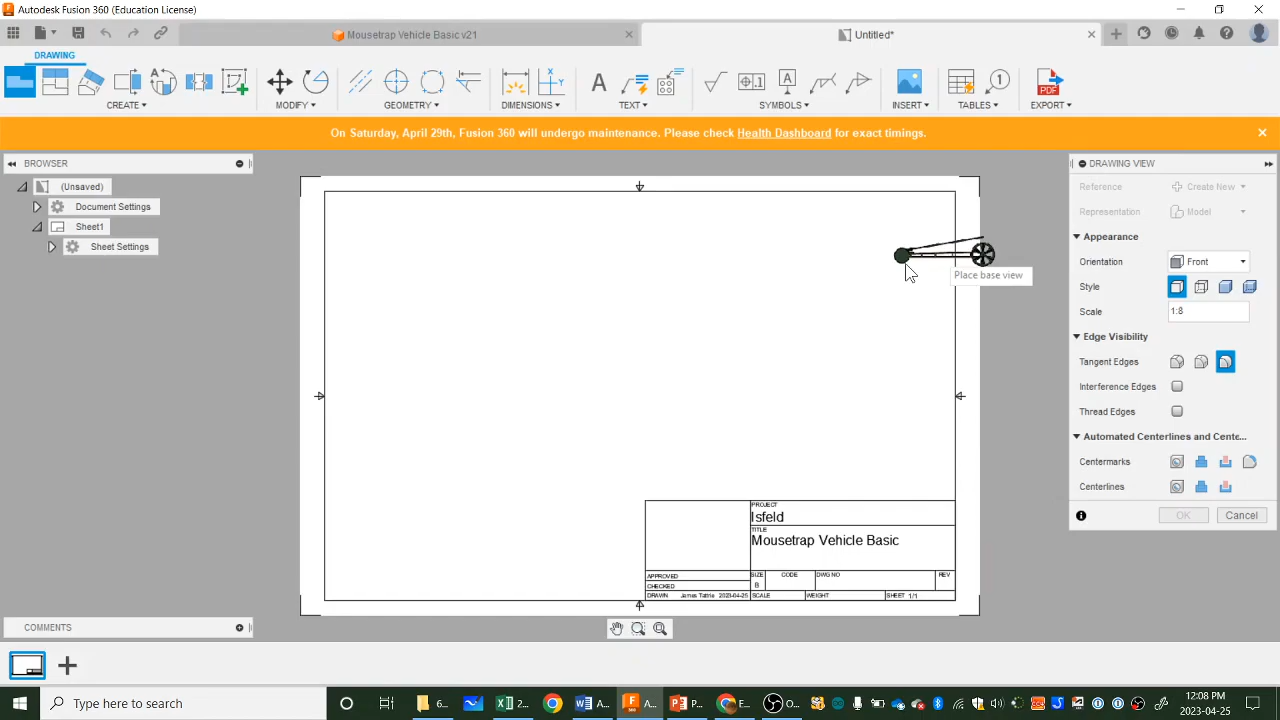 Autodesk Fusion 360 (Education License)
Mousetrap Vehicle Basic v21
Untitled*
DRAWING
CREATE
MODIFY
GEOMETRY
DIMENSIONS
TEXT
SYMBOLS
INSERT
TABLES
EXPORT
On Saturday, April 29th, Fusion 360 will undergo maintenance. Please check Health Dashboard for exact timings.
BROWSER
(Unsaved)
Document Settings
Sheet1
Sheet Settings
Place base view
DRAWING VIEW
Reference Create New
Representation Model
Appearance
Orientation Front
Style
Scale 1:8
Edge Visibility
Tangent Edges
Interference Edges
Thread Edges
Automated Centerlines and Cente...
Centermarks
Centerlines
OK Cancel
PROJECT
Isfeld
TITLE
Mousetrap Vehicle Basic
APPROVED
CHECKED
DRAWN James Tattrie 2023-04-25
SIZE
B
CODE
DWG NO
REV
SCALE
WEIGHT
SHEET 1/1
COMMENTS
Type here to search
6...
2...
A...
A...
P...
E...
O...
12:08 PM
2023-04-25